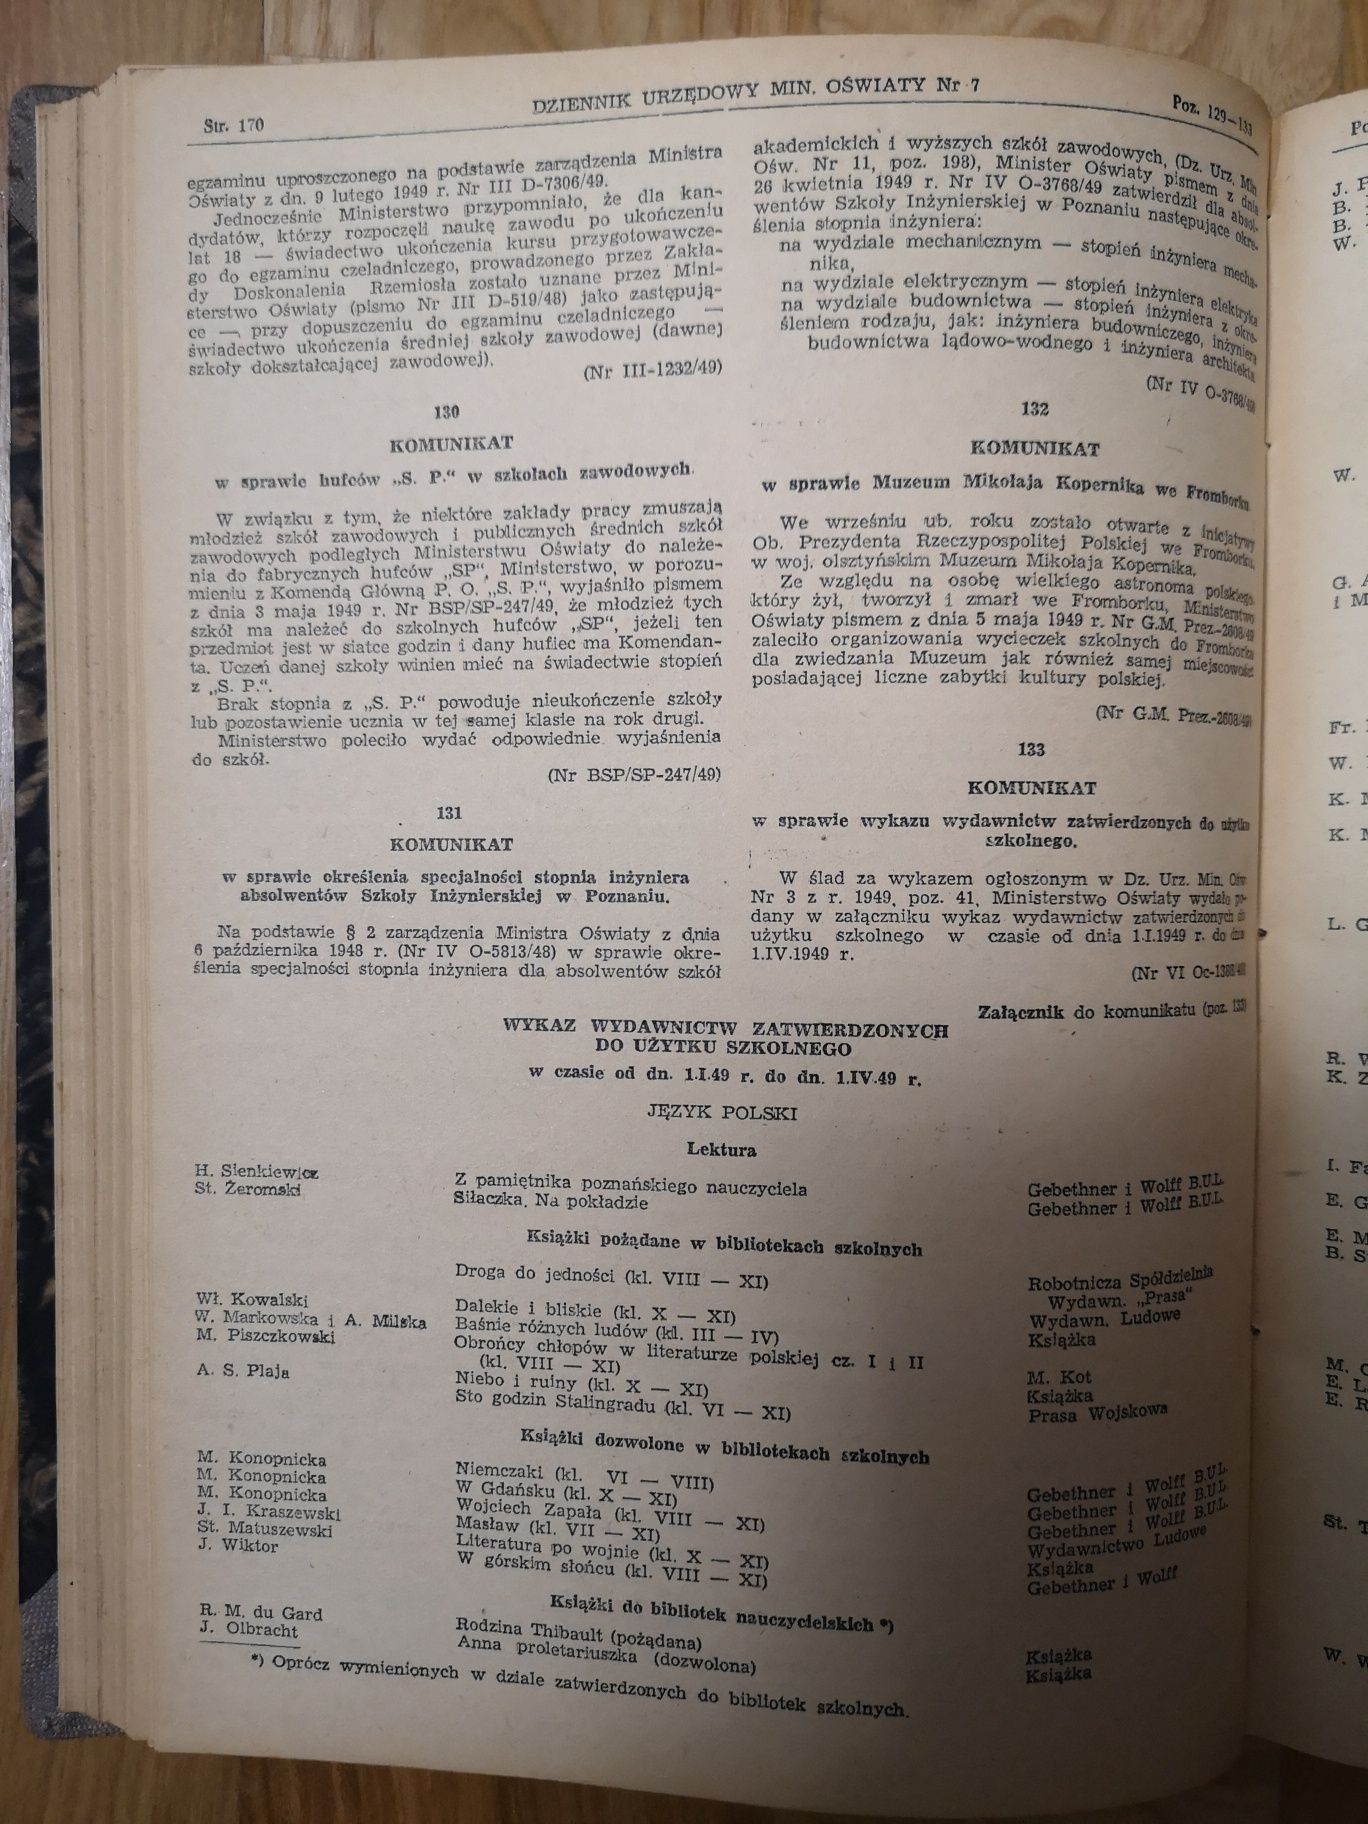 Str. 170
DZIENNIK URZĘDOWY MIN. OŚWIATY Nr 7
Poz. 129—133
egzaminu uproszczonego na podstawie zarządzenia Ministra
Oświaty z dn. 9 lutego 1949 r. Nr III D-7306/49.
Jednocześnie Ministerstwo przypomniało, że dla kan-
dydatów, którzy rozpoczęli naukę zawodu po ukończeniu
lat 18 — świadectwo ukończenia kursu przygotowawcze-
go do egzaminu czeladniczego, prowadzonego przez Zakła-
dy Doskonalenia Rzemiosła zostało uznane przez Mini-
sterstwo Oświaty (pismo Nr III D-519/48) jako zastępują-
ce — przy dopuszczeniu do egzaminu czeladniczego —
świadectwo ukończenia średniej szkoły zawodowej (dawnej
szkoły dokształcającej zawodowej).
(Nr III-1232/49)
130
KOMUNIKAT
w sprawie hufców „S. P.“ w szkołach zawodowych.
W związku z tym, że niektóre zakłady pracy zmuszają
młodzież szkół zawodowych i publicznych średnich szkół
zawodowych podległych Ministerstwu Oświaty do należe-
nia do fabrycznych hufców „SP“, Ministerstwo, w porozu-
mieniu z Komendą Główną P. O. „S. P.“, wyjaśniło pismem
z dnia 3 maja 1949 r. Nr BSP/SP-247/49, że młodzież tych
szkół ma należeć do szkolnych hufców „SP“, jeżeli ten
przedmiot jest w siatce godzin i dany hufiec ma Komendan-
ta. Uczeń danej szkoły winien mieć na świadectwie stopień
z „S. P.“.
Brak stopnia z „S. P.“ powoduje nieukończenie szkoły
lub pozostawienie ucznia w tej samej klasie na rok drugi.
Ministerstwo poleciło wydać odpowiednie wyjaśnienia
do szkół.
(Nr BSP/SP-247/49)
131
KOMUNIKAT
w sprawie określenia specjalności stopnia inżyniera
absolwentów Szkoły Inżynierskiej w Poznaniu.
Na podstawie § 2 zarządzenia Ministra Oświaty z dnia
6 października 1948 r. (Nr IV O-5813/48) w sprawie okre-
ślenia specjalności stopnia inżyniera dla absolwentów szkół
akademickich i wyższych szkół zawodowych, (Dz. Urz. Min
Ośw. Nr 11, poz. 198), Minister Oświaty pismem z dnia
26 kwietnia 1949 r. Nr IV O-3768/49 zatwierdził dla absol-
wentów Szkoły Inżynierskiej w Poznaniu następujące okre-
ślenia stopnia inżyniera:
na wydziale mechanicznym — stopień inżyniera mecha-
nika,
na wydziale elektrycznym — stopień inżyniera elektryka
na wydziale budownictwa — stopień inżyniera z okre-
śleniem rodzaju, jak: inżyniera budowniczego, inżyniera
budownictwa lądowo-wodnego i inżyniera architekta
(Nr IV O-3768/49)
132
KOMUNIKAT
w sprawie Muzeum Mikołaja Kopernika we Fromborku
We wrześniu ub. roku zostało otwarte z inicjatywy
Ob. Prezydenta Rzeczypospolitej Polskiej we Fromborku,
w woj. olsztyńskim Muzeum Mikołaja Kopernika.
Ze względu na osobę wielkiego astronoma polskiego,
który żył, tworzył i zmarł we Fromborku, Ministerstwo
Oświaty pismem z dnia 5 maja 1949 r. Nr G.M. Prez-2608/49
zaleciło organizowania wycieczek szkolnych do Fromborka
dla zwiedzania Muzeum jak również samej miejscowości
posiadającej liczne zabytki kultury polskiej.
(Nr G.M. Prez.-2608/49)
133
KOMUNIKAT
w sprawie wykazu wydawnictw zatwierdzonych do użytku
szkolnego.
W ślad za wykazem ogłoszonym w Dz. Urz. Min. Ośw.
Nr 3 z r. 1949, poz. 41, Ministerstwo Oświaty wydało po-
dany w załączniku wykaz wydawnictw zatwierdzonych do
użytku szkolnego w czasie od dnia 1.I.1949 r. do dnia
1.IV.1949 r.
(Nr VI Oc-1388/49)
Załącznik do komunikatu (poz. 133)
WYKAZ WYDAWNICTW ZATWIERDZONYCH
DO UŻYTKU SZKOLNEGO
w czasie od dn. 1.I.49 r. do dn. 1.IV.49 r.
JĘZYK POLSKI
Lektura
H. Sienkiewicz Z pamiętnika poznańskiego nauczyciela Gebethner i Wolff B.U.L.
St. Żeromski Siłaczka. Na pokładzie Gebethner i Wolff B.U.L.
Książki pożądane w bibliotekach szkolnych
Droga do jedności (kl. VIII — XI) Robotnicza Spółdzielnia
Wydawn. „Prasa“
Wł. Kowalski Dalekie i bliskie (kl. X — XI) Wydawn. Ludowe
W. Markowska i A. Milska Baśnie różnych ludów (kl. III — IV) Książka
M. Piszczkowski Obrońcy chłopów w literaturze polskiej cz. I i II
(kl. VIII — XI) M. Kot
A. S. Plaja Niebo i ruiny (kl. X — XI) Książka
Sto godzin Stalingradu (kl. VI — XI) Prasa Wojskowa
Książki dozwolone w bibliotekach szkolnych
M. Konopnicka Niemczaki (kl. VI — VIII) Gebethner i Wolff B.U.L.
M. Konopnicka W Gdańsku (kl. X — XI) Gebethner i Wolff B.U.L.
M. Konopnicka Wojciech Zapała (kl. VIII — XI) Gebethner i Wolff B.U.L.
J. I. Kraszewski Masław (kl. VII — XI) Wydawnictwo Ludowe
St. Matuszewski Literatura po wojnie (kl. X — XI) Książka
J. Wiktor W górskim słońcu (kl. VIII — XI) Gebethner i Wolff
Książki do bibliotek nauczycielskich *)
R. M. du Gard Rodzina Thibault (pożądana) Książka
J. Olbracht Anna proletariuszka (dozwolona) Książka
*) Oprócz wymienionych w dziale zatwierdzonych do bibliotek szkolnych.